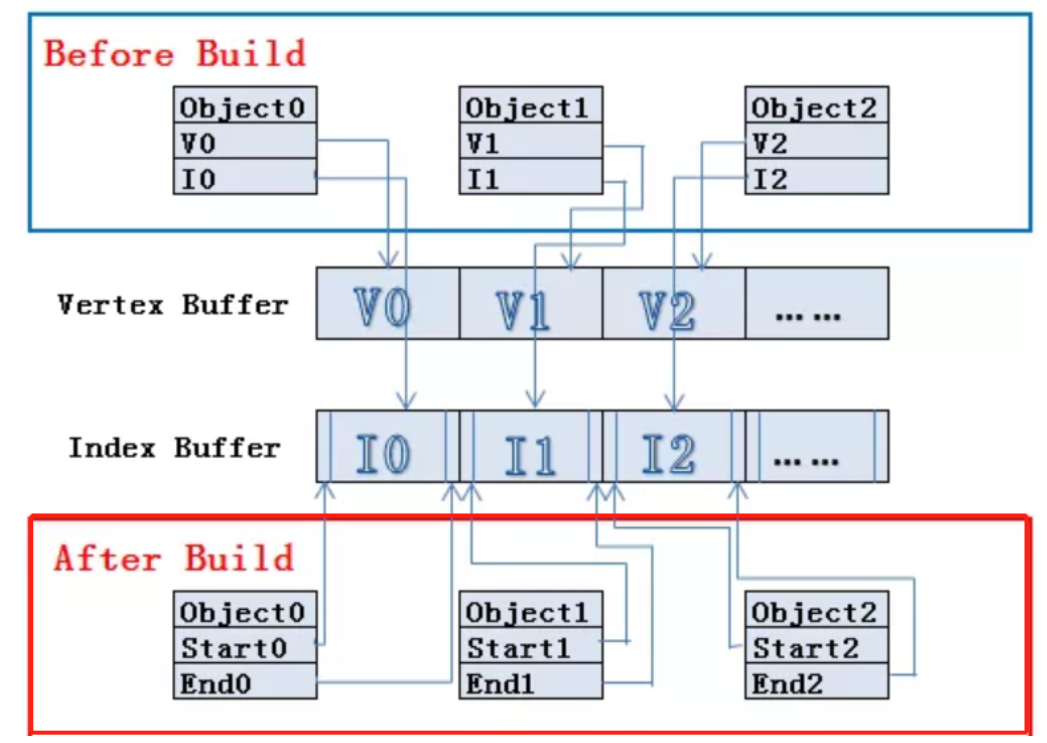 Before Build
Object0
V0
I0
Object1
V1
I1
Object2
V2
I2
Vertex Buffer
V0
V1
V2
... ...
Index Buffer
I0
I1
I2
... ...
After Build
Object0
Start0
End0
Object1
Start1
End1
Object2
Start2
End2